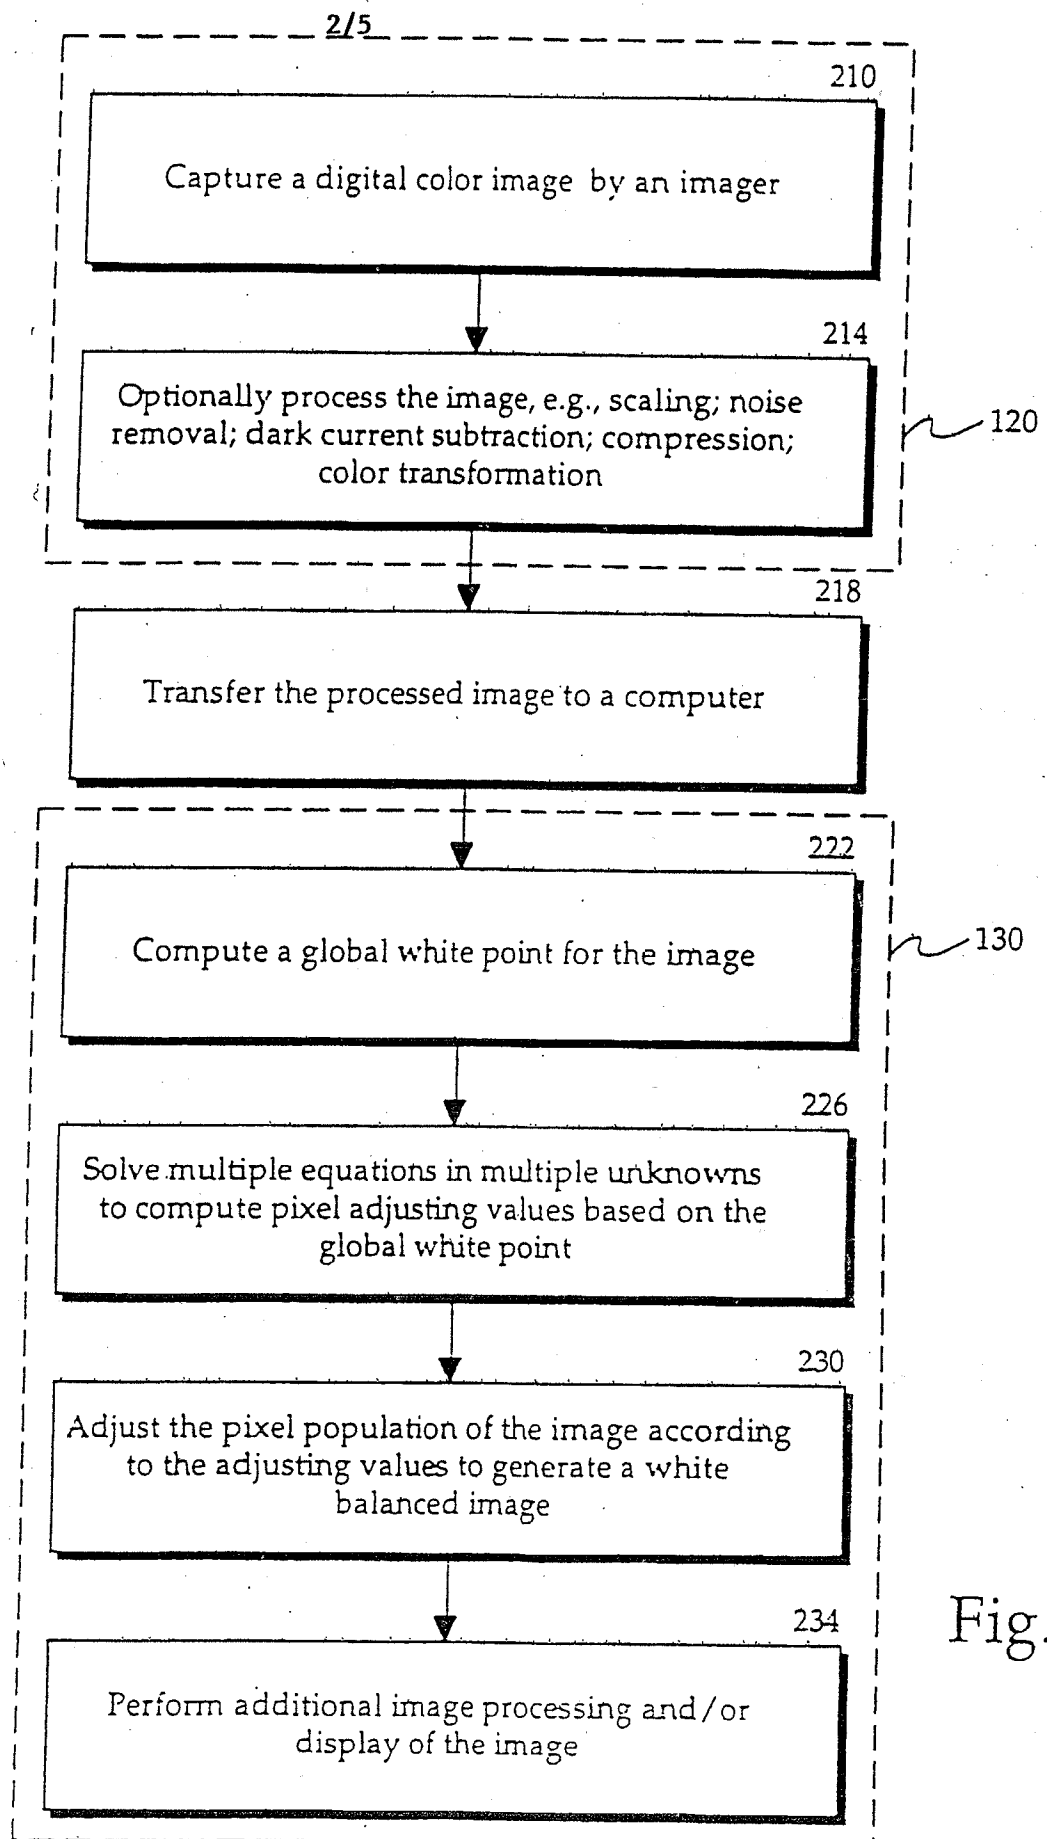 2/5
210
Capture a digital color image by an imager
214
Optionally process the image, e.g., scaling; noise
removal; dark current subtraction; compression;
color transformation
120
218
Transfer the processed image to a computer
222
Compute a global white point for the image
130
226
Solve multiple equations in multiple unknowns
to compute pixel adjusting values based on the
global white point
230
Adjust the pixel population of the image according
to the adjusting values to generate a white
balanced image
234
Fig.
Perform additional image processing and/or
display of the image